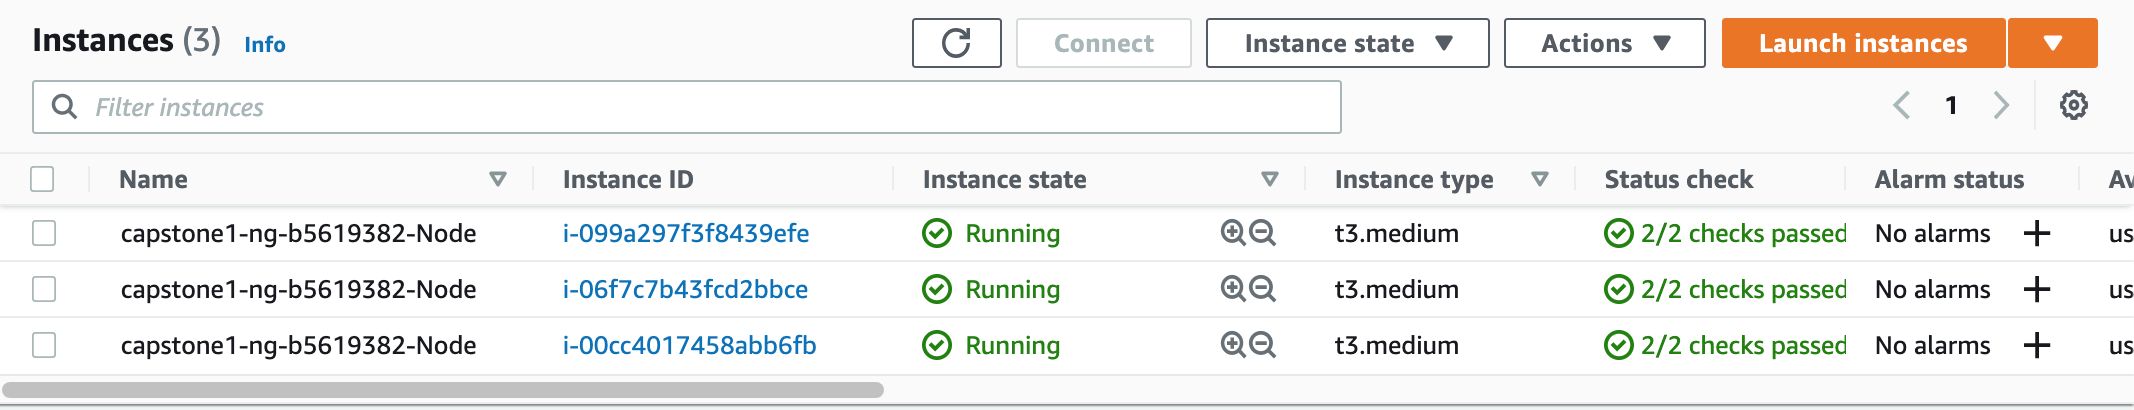 Instances (3) Info Connect Instance state Actions Launch instances
Filter instances 1
Name Instance ID Instance state Instance type Status check Alarm status Av
capstone1-ng-b5619382-Node i-099a297f3f8439efe Running t3.medium 2/2 checks passed No alarms us
capstone1-ng-b5619382-Node i-06f7c7b43fcd2bbce Running t3.medium 2/2 checks passed No alarms us
capstone1-ng-b5619382-Node i-00cc4017458abb6fb Running t3.medium 2/2 checks passed No alarms us